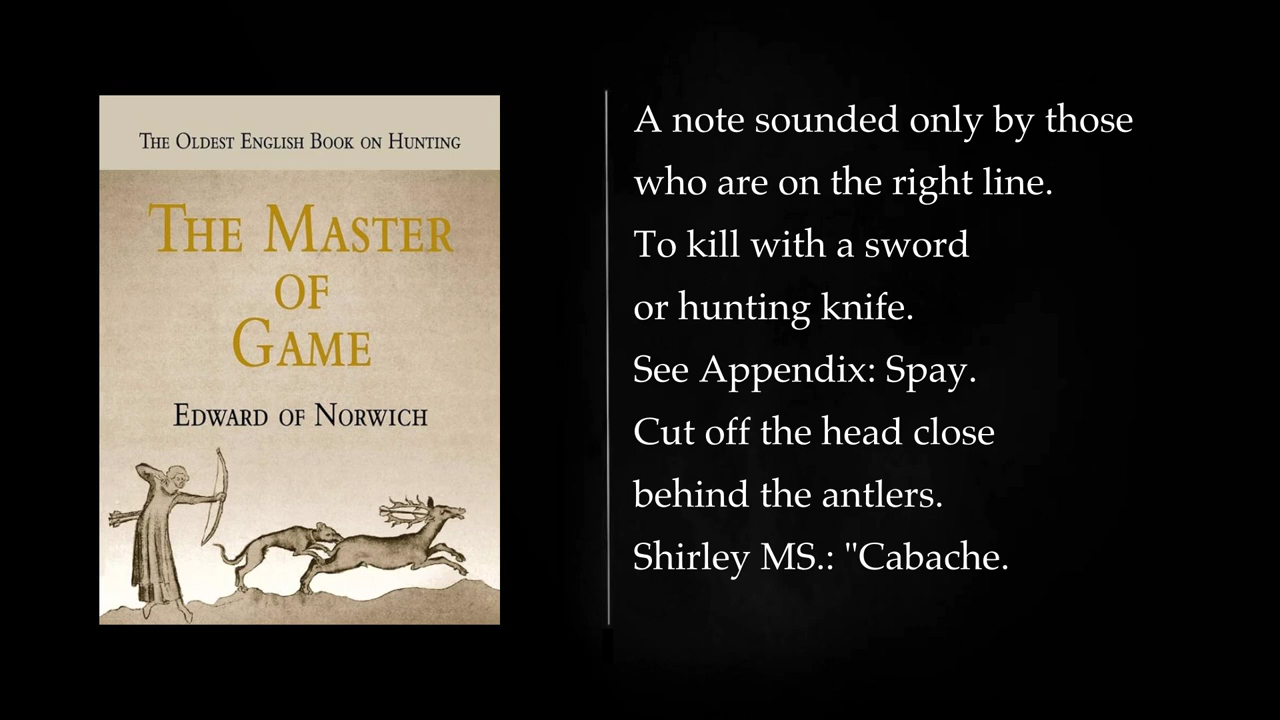 The Oldest English Book on Hunting
The Master
of
Game
Edward of Norwich
A note sounded only by those
who are on the right line.
To kill with a sword
or hunting knife.
See Appendix: Spay.
Cut off the head close
behind the antlers.
Shirley MS.: "Cabache.